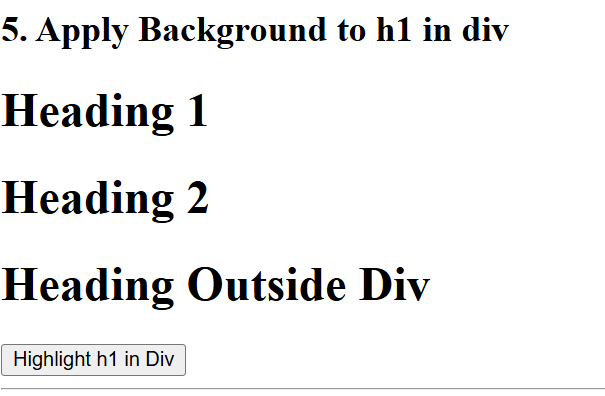 5. Apply Background to h1 in div
Heading 1
Heading 2
Heading Outside Div
Highlight h1 in Div